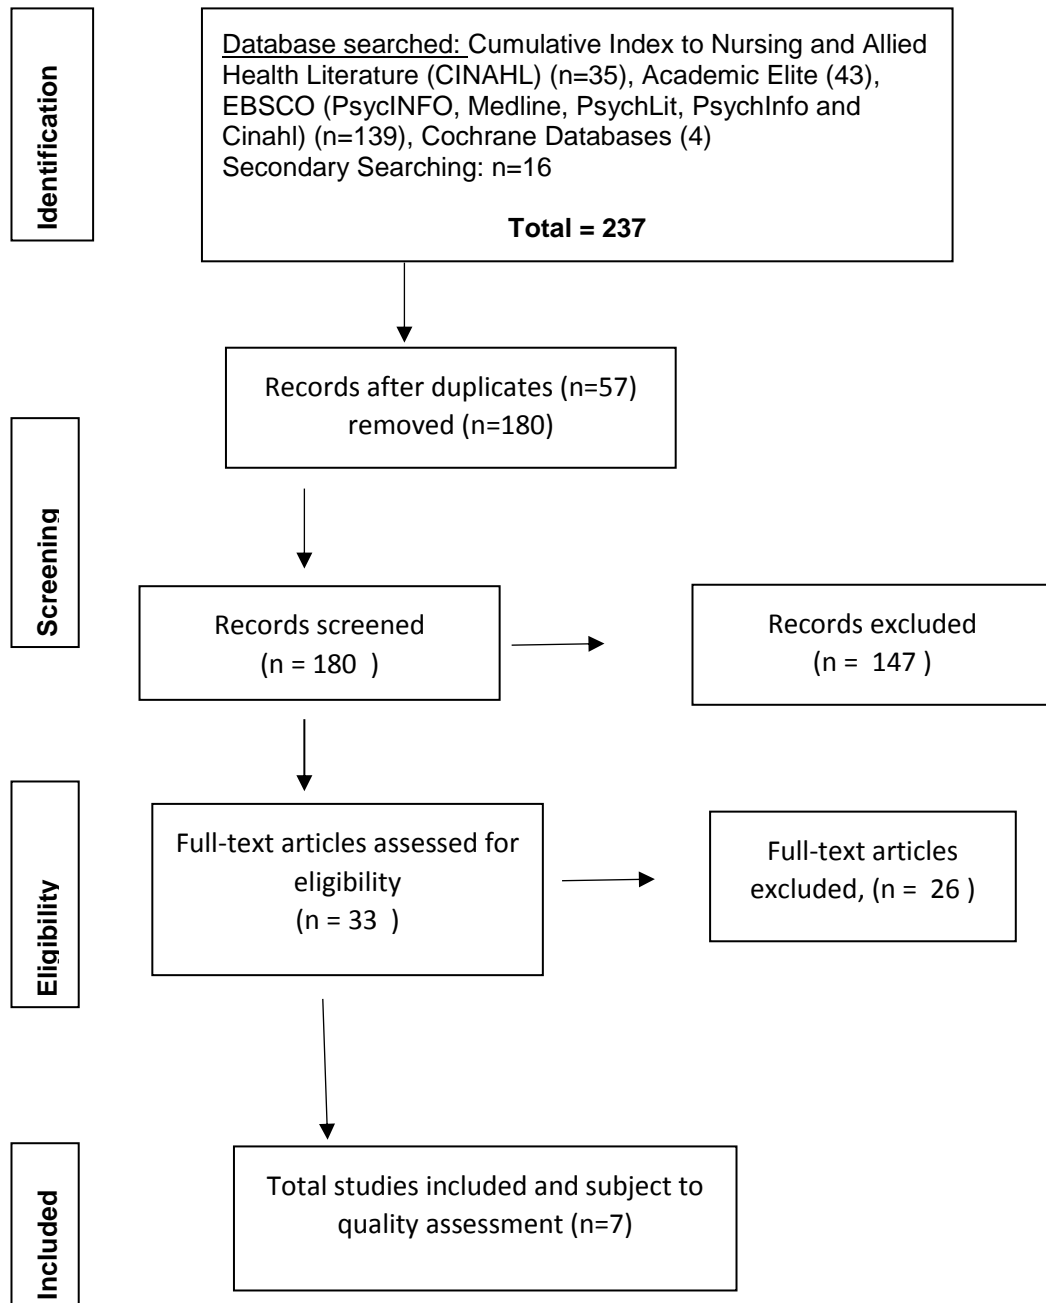 Identification
Database searched: Cumulative Index to Nursing and Allied
Health Literature (CINAHL) (n=35), Academic Elite (43),
EBSCO (PsycINFO, Medline, PsychLit, PsychInfo and
Cinahl) (n=139), Cochrane Databases (4)
Secondary Searching: n=16
Total = 237
Records after duplicates (n=57)
removed (n=180)
Screening
Records screened
(n = 180 )
Records excluded
(n = 147 )
Eligibility
Full-text articles assessed for
eligibility
(n = 33 )
Full-text articles
excluded, (n = 26 )
Included
Total studies included and subject to
quality assessment (n=7)